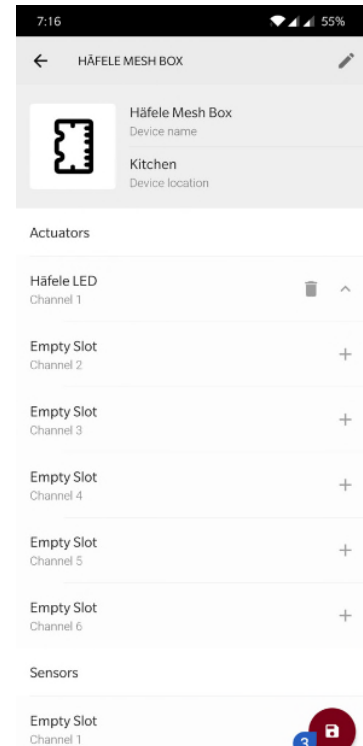 7:16
55%
HÄFELE MESH BOX
Häfele Mesh Box
Device name
Kitchen
Device location
Actuators
Häfele LED
Channel 1
Empty Slot
Channel 2
Empty Slot
Channel 3
Empty Slot
Channel 4
Empty Slot
Channel 5
Empty Slot
Channel 6
Sensors
Empty Slot
Channel 1
3